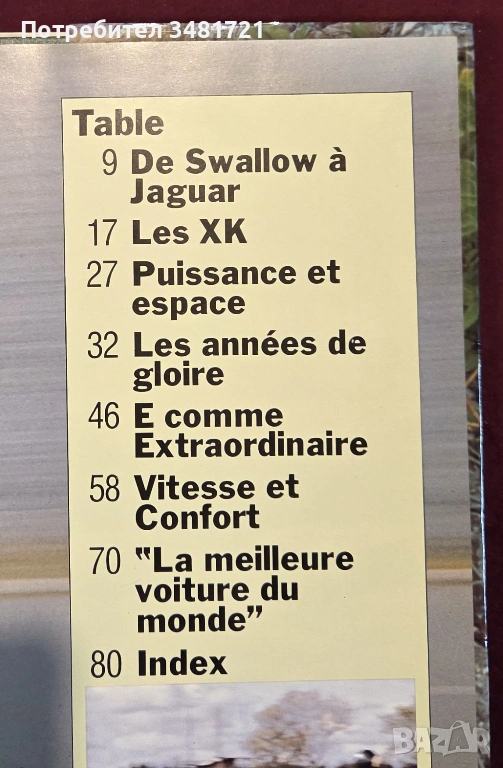 Потребител 3481721
Table
9 De Swallow à
Jaguar
17 Les XK
27 Puissance et
espace
32 Les années de
gloire
46 E comme
Extraordinaire
58 Vitesse et
Confort
70 "La meilleure
voiture du
monde"
80 Index
BAZAR